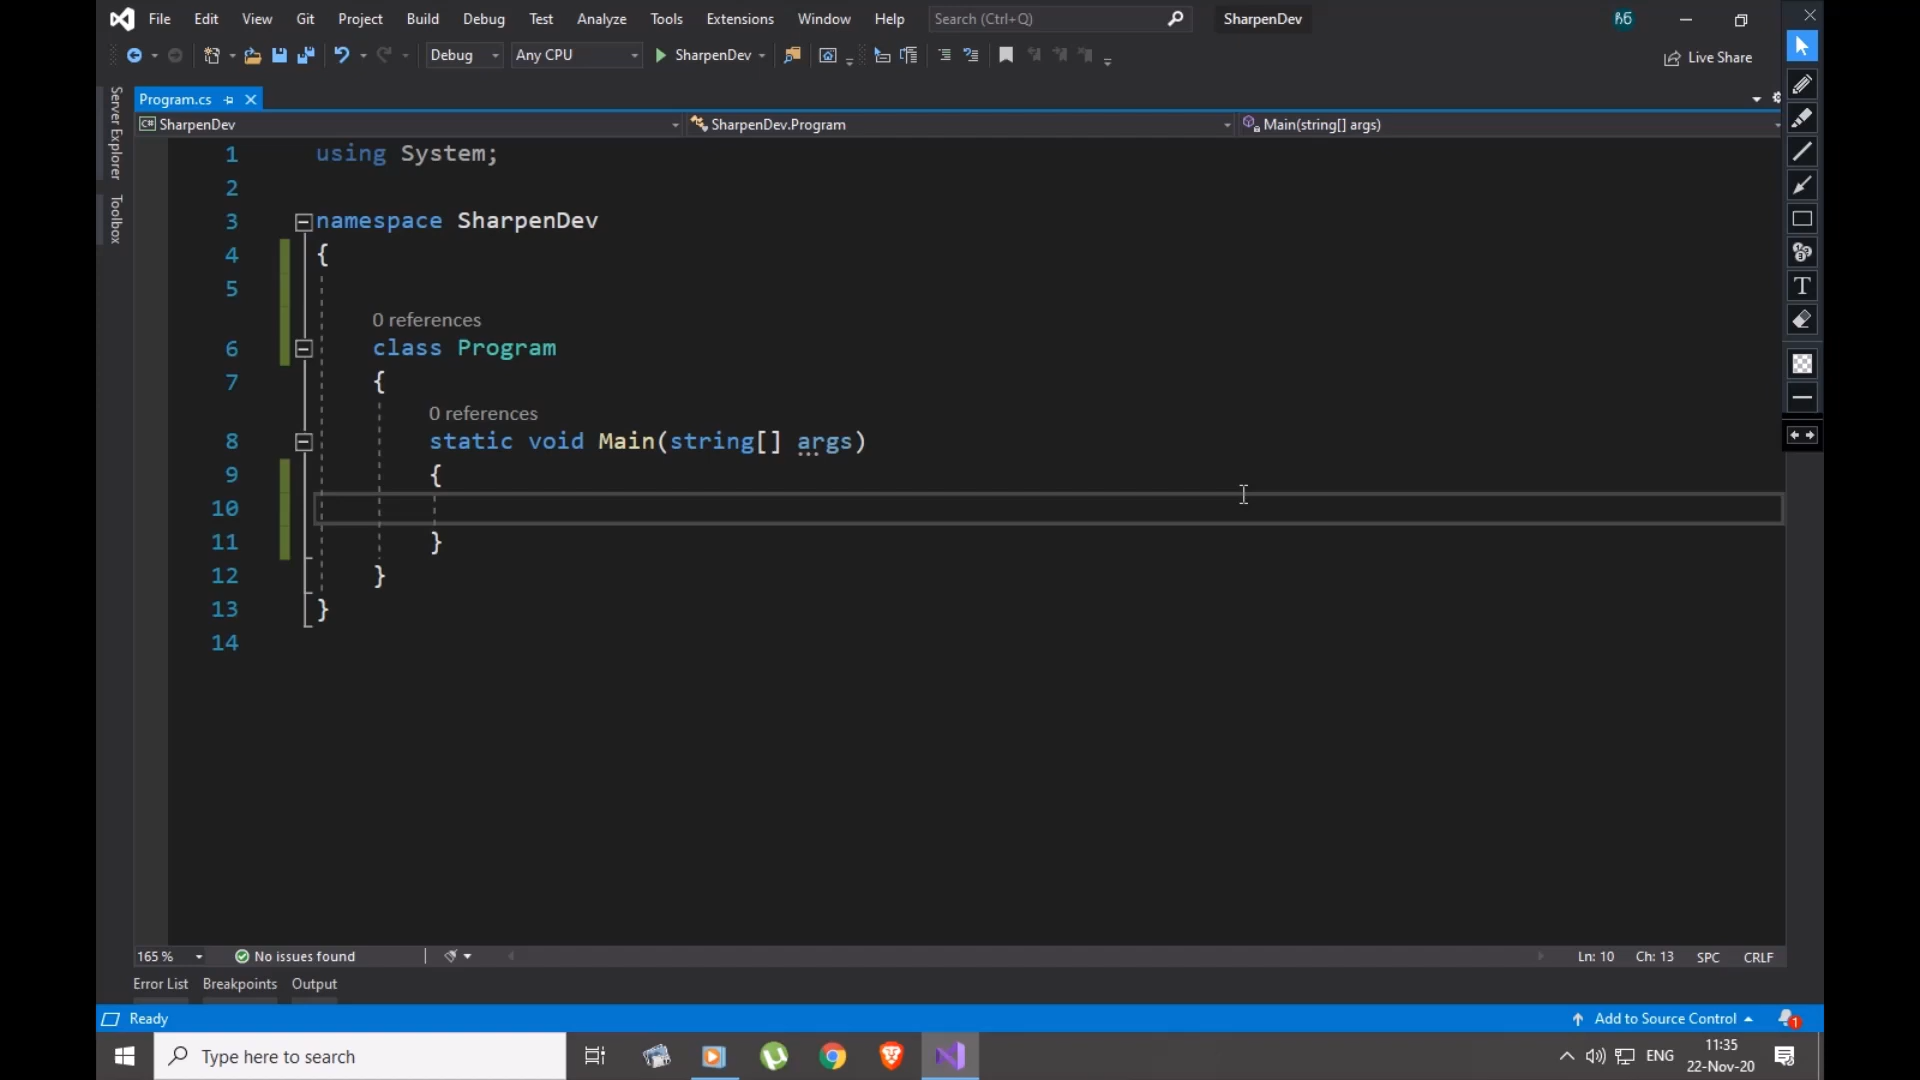 File Edit View Git Project Build Debug Test Analyze Tools Extensions Window Help Search (Ctrl+Q) SharpenDev
Debug Any CPU SharpenDev Live Share
Server Explorer
Toolbox
Program.cs
C# SharpenDev SharpenDev.Program Main(string[] args)
1 using System;
2
3 namespace SharpenDev
4 {
5
0 references
6 class Program
7 {
0 references
8 static void Main(string[] args)
9 {
10
11 }
12 }
13 }
14
165 % No issues found Ln: 10 Ch: 13 SPC CRLF
Error List Breakpoints Output
Ready Add to Source Control 1
Type here to search ENG 11:35
22-Nov-20